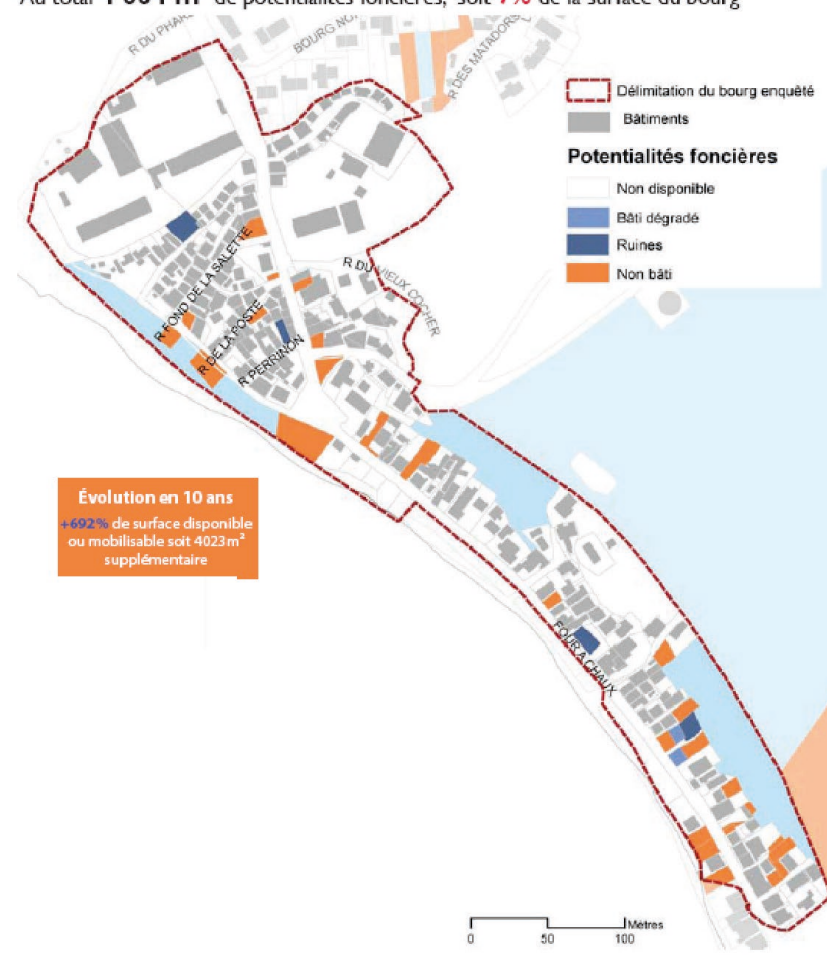 de potentialités foncières, soit 7% de la surface du bourg
R DU PHARE
BOURG NO
R DES MATADORS
Délimitation du bourg enquêté
Bâtiments
Potentialités foncières
Non disponible
Bâti dégradé
Ruines
Non bâti
R FOND DE LA SALETTE
R DU VIEUX COCHER
R DE LA POSTE
R PERRINON
Évolution en 10 ans
+692% de surface disponible
ou mobilisable soit 4023m²
supplémentaire
FOUR A CHAUX
Mètres
0 50 100